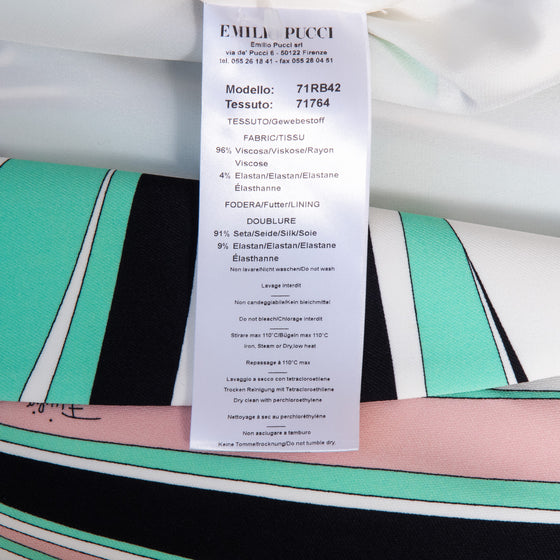 EMILIO PUCCI
Emilio Pucci srl
via de' Pucci 6 - 50122 Firenze
tel. 055 26 18 41 - fax 055 28 04 51
Modello: 71RB42
Tessuto: 71764
TESSUTO/Gewebestoff
FABRIC/TISSU
96% Viscosa/Viskose/Rayon
Viscose
4% Elastan/Elastan/Elastane
Élasthanne
FODERA/Futter/LINING
DOUBLURE
91% Seta/Seide/Silk/Soie
9% Elastan/Elastan/Elastane
Élasthanne
Non lavare/Nicht waschen/Do not wash
Lavage interdit
Non candeggiabile/Kein bleichmittel
Do not bleach/Chlorage interdit
Stirare max 110°C/Bügeln max 110°C
Iron, Steam or Dry,low heat
Repassage à 110°C max
Lavaggio a secco con tetracloroetilene
Trocken Reinigung mit Tetracloroethilene
Dry clean with perchloroethylene
Nettoyage à sec au perchloréthylène
Non asciugare a tamburo
Keine Tommeltrocknung/Do not tumble dry.
Emilio